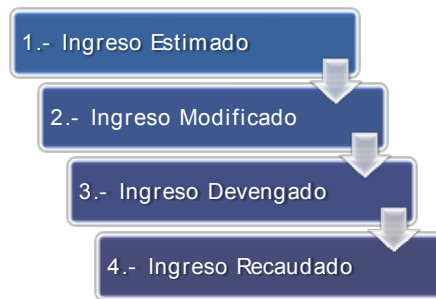 1.- Ingreso Estimado
2.- Ingreso Modificado
3.- Ingreso Devengado
4.- Ingreso Recaudado